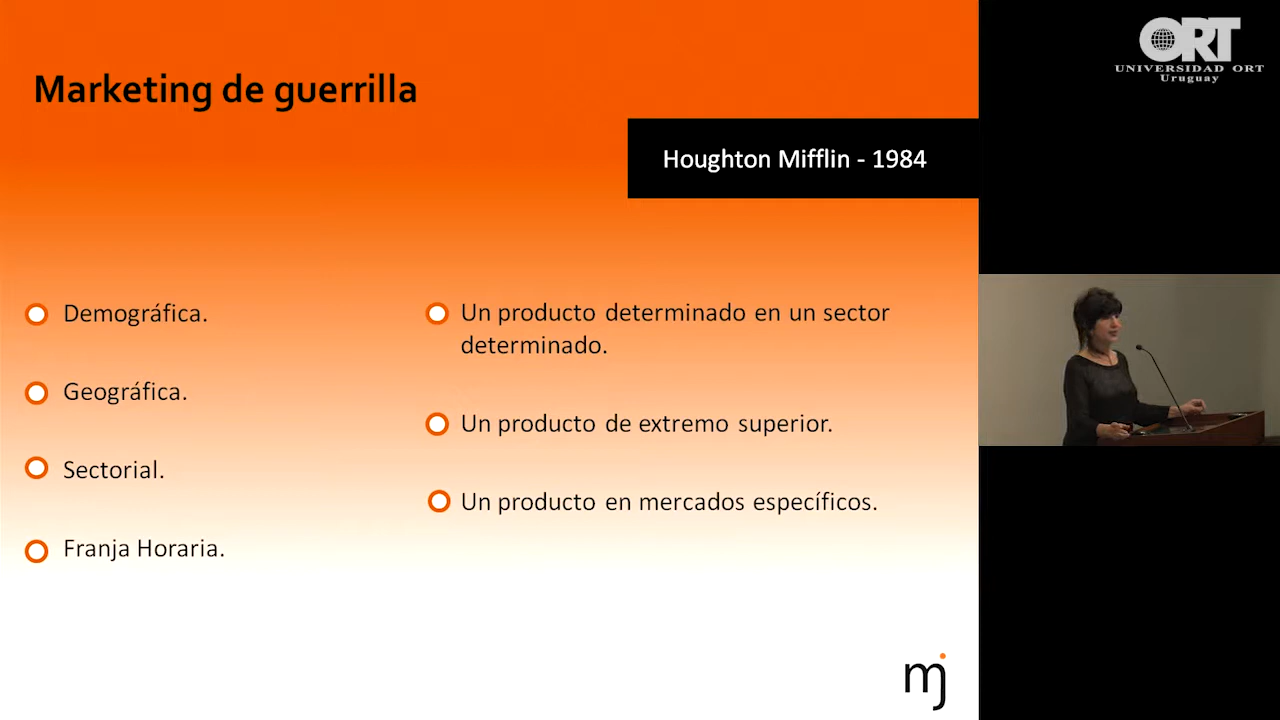 Marketing de guerrilla
Houghton Mifflin - 1984
Demográfica.
Geográfica.
Sectorial.
Franja Horaria.
Un producto determinado en un sector
determinado.
Un producto de extremo superior.
Un producto en mercados específicos.
mj
ORT
UNIVERSIDAD ORT
Uruguay